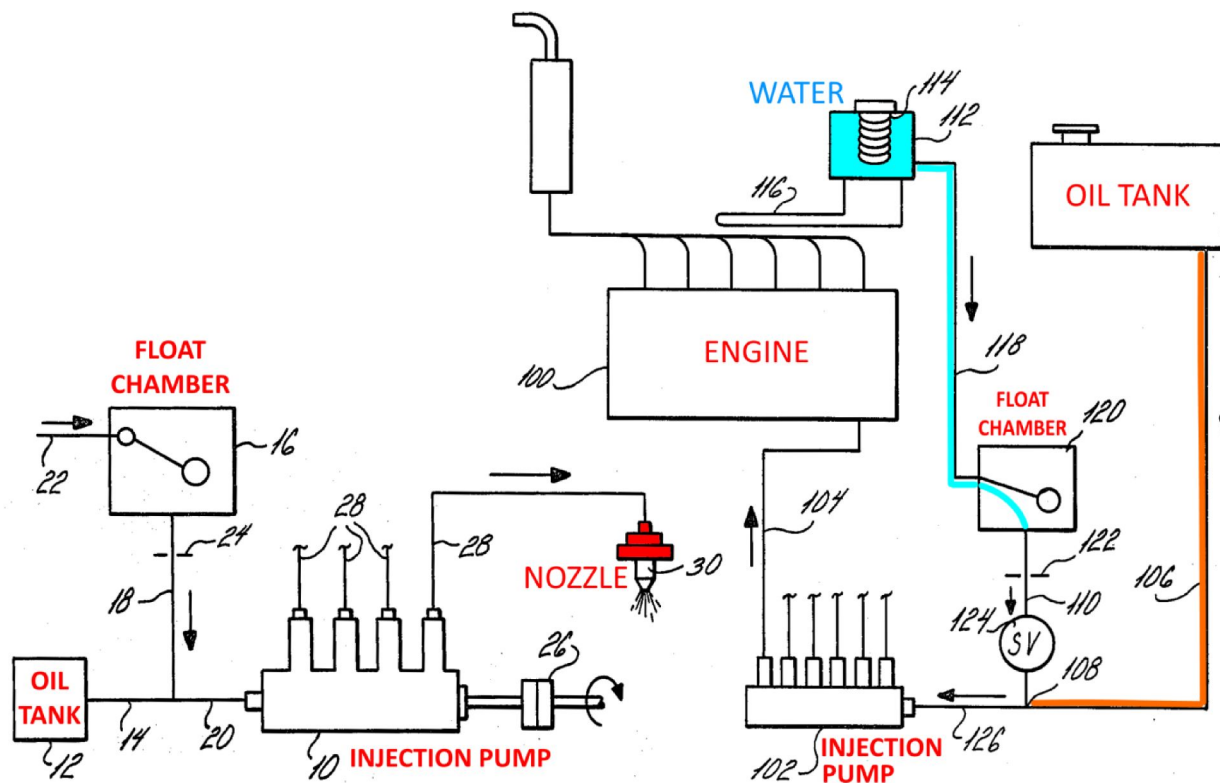 WATER
114
112
116
OIL TANK
118
ENGINE
100
FLOAT
CHAMBER
16
22
24
18
28
28
NOZZLE
30
104
FLOAT
CHAMBER
120
122
110
124
SV
106
108
126
OIL
TANK
12
14
20
10
INJECTION PUMP
26
102
INJECTION
PUMP